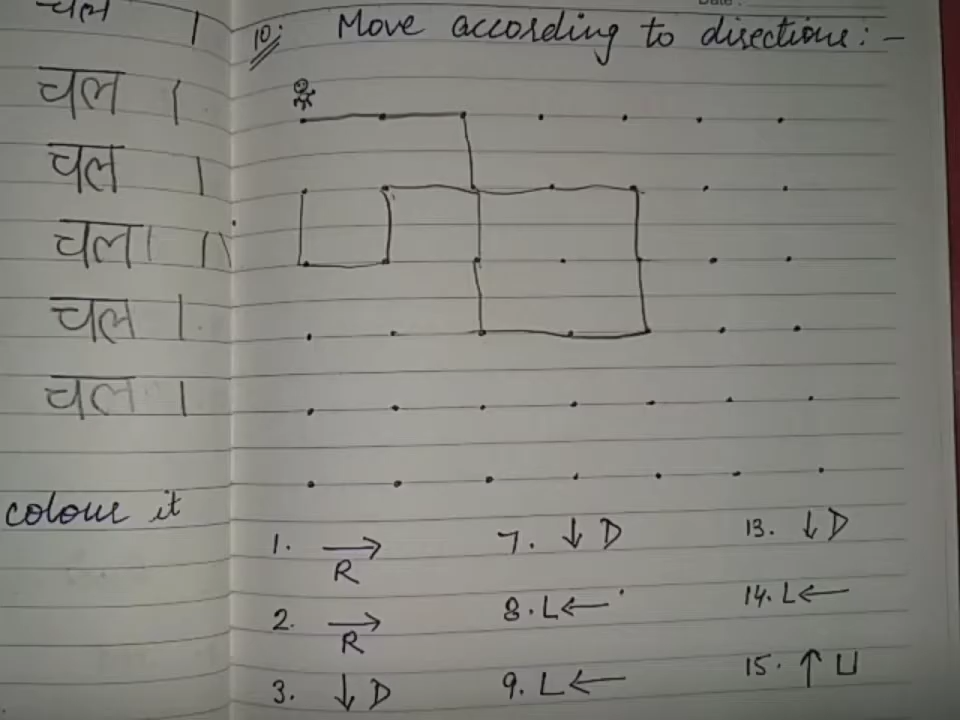 चल ।
चल ।
चल ।
चल । ।
चल ।
चल ।
colour it
Date :
10: Move according to directions : -
1. → R
2. → R
3. ↓ D
7. ↓ D
8. L ←
9. L ←
13. ↓ D
14. L ←
15. ↑ U